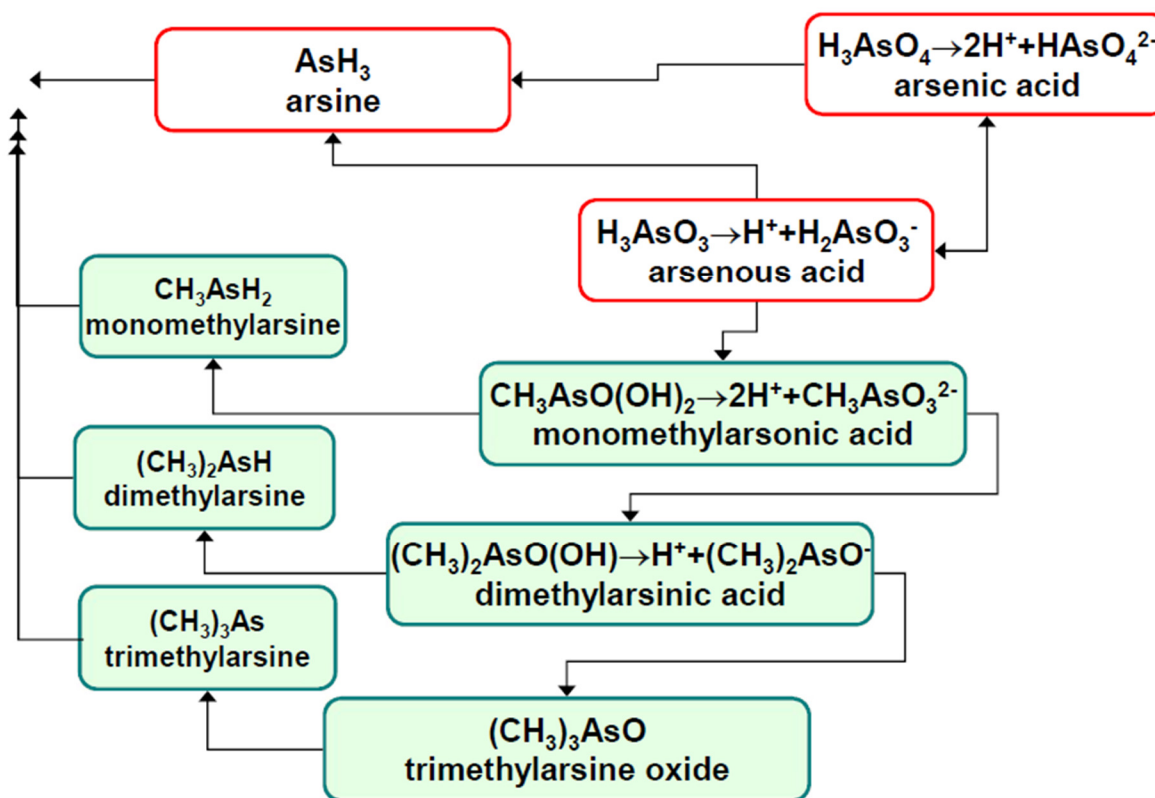 AsH₃
arsine
H₃AsO₄→2H⁺+HAsO₄²⁻
arsenic acid
H₃AsO₃→H⁺+H₂AsO₃⁻
arsenous acid
CH₃AsH₂
monomethylarsine
CH₃AsO(OH)₂→2H⁺+CH₃AsO₃²⁻
monomethylarsonic acid
(CH₃)₂AsH
dimethylarsine
(CH₃)₂AsO(OH)→H⁺+(CH₃)₂AsO⁻
dimethylarsinic acid
(CH₃)₃As
trimethylarsine
(CH₃)₃AsO
trimethylarsine oxide